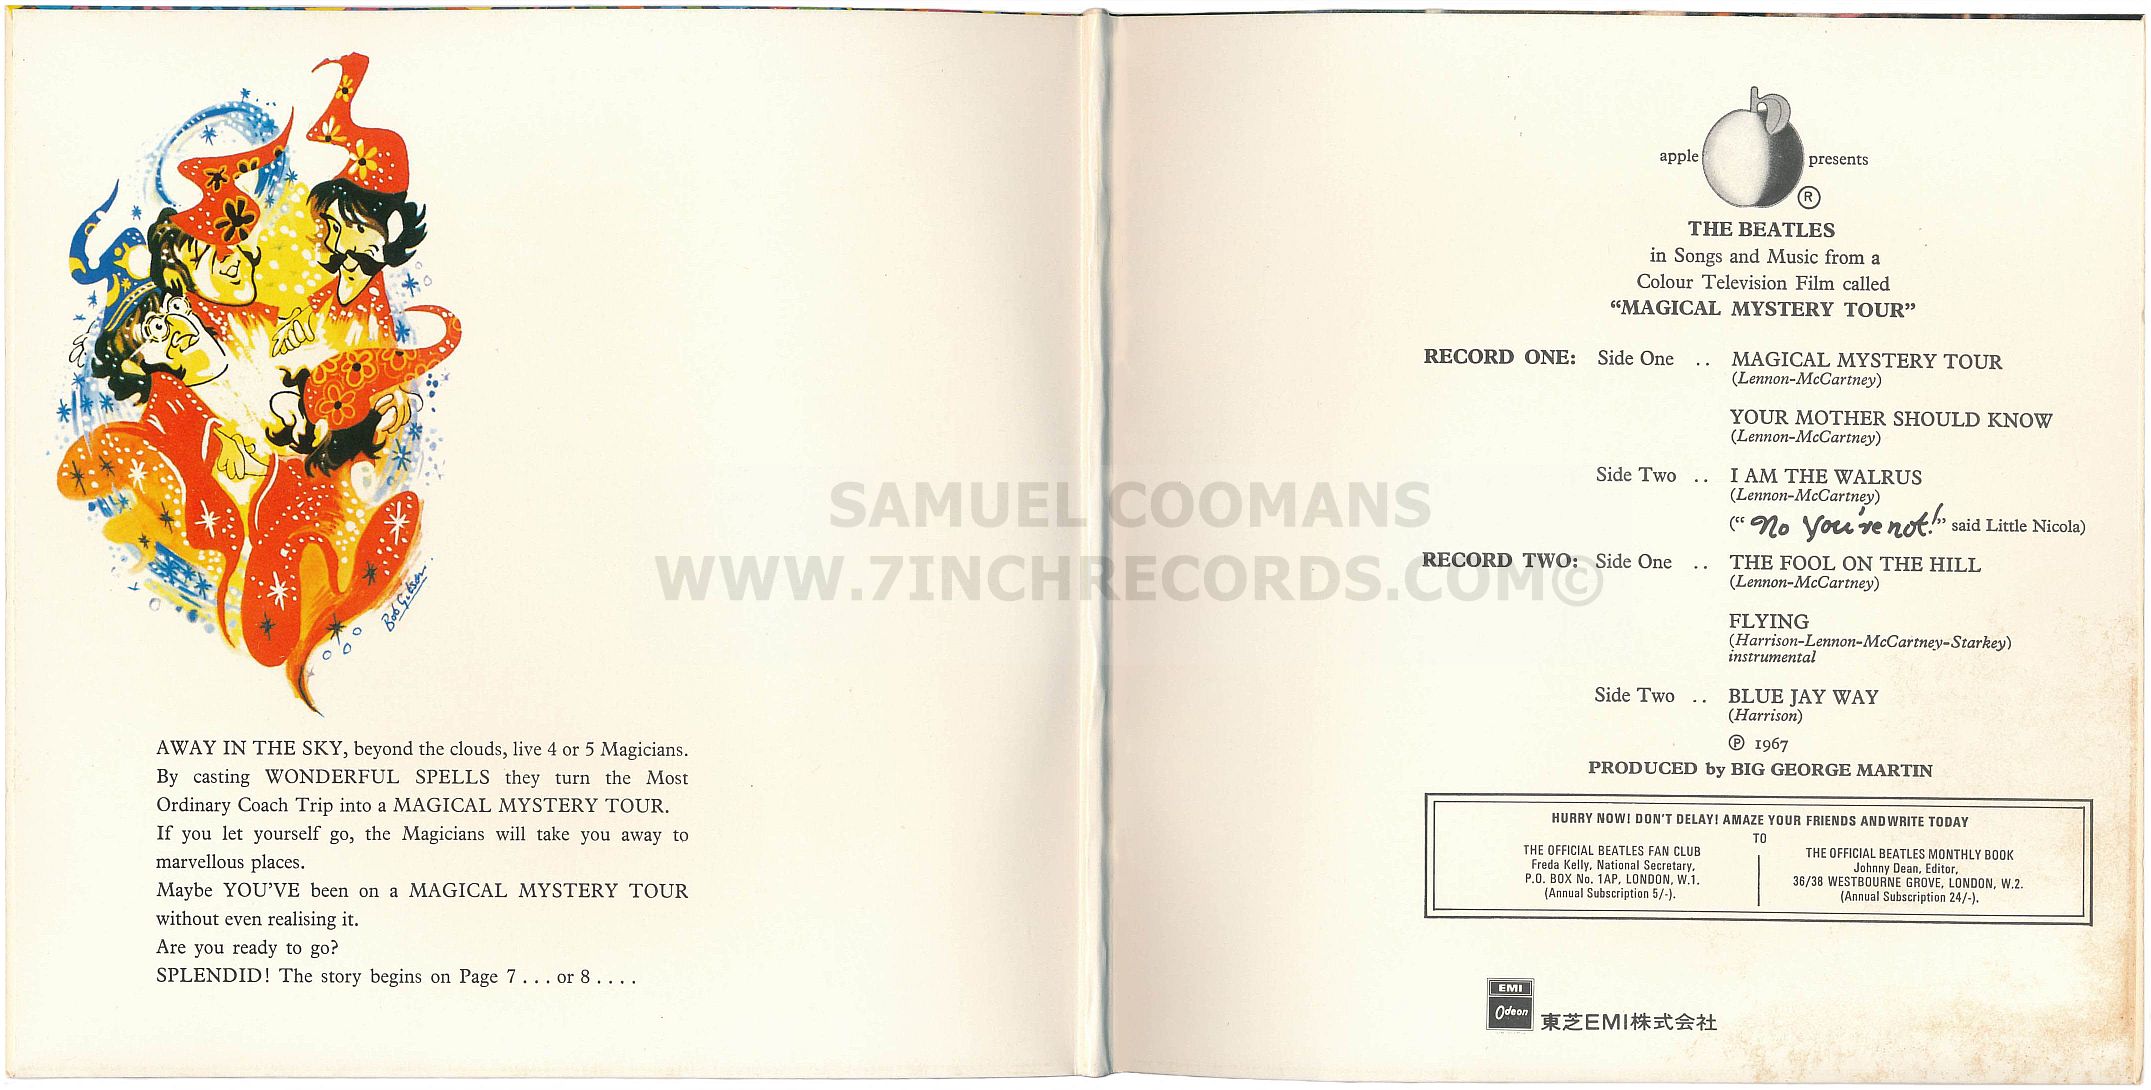 Bob Gibson.
AWAY IN THE SKY, beyond the clouds, live 4 or 5 Magicians.
By casting WONDERFUL SPELLS they turn the Most
Ordinary Coach Trip into a MAGICAL MYSTERY TOUR.
If you let yourself go, the Magicians will take you away to
marvellous places.
Maybe YOU'VE been on a MAGICAL MYSTERY TOUR
without even realising it.
Are you ready to go?
SPLENDID! The story begins on Page 7 . . . or 8 . . . .
SAMUEL COOMANS
WWW.7INCHRECORDS.COM©
apple presents
®
THE BEATLES
in Songs and Music from a
Colour Television Film called
“MAGICAL MYSTERY TOUR”
RECORD ONE: Side One . . MAGICAL MYSTERY TOUR
(Lennon-McCartney)
YOUR MOTHER SHOULD KNOW
(Lennon-McCartney)
Side Two . . I AM THE WALRUS
(Lennon-McCartney)
(“No You're not!” said Little Nicola)
RECORD TWO: Side One . . THE FOOL ON THE HILL
(Lennon-McCartney)
FLYING
(Harrison-Lennon-McCartney-Starkey)
instrumental
Side Two . . BLUE JAY WAY
(Harrison)
℗ 1967
PRODUCED by BIG GEORGE MARTIN
HURRY NOW! DON'T DELAY! AMAZE YOUR FRIENDS ANDWRITE TODAY
TO
THE OFFICIAL BEATLES FAN CLUB
Freda Kelly, National Secretary,
P.O. BOX No. 1AP, LONDON, W.1.
(Annual Subscription 5/-).
THE OFFICIAL BEATLES MONTHLY BOOK
Johnny Dean, Editor,
36/38 WESTBOURNE GROVE, LONDON, W.2.
(Annual Subscription 24/-).
EMI
Odeon
東芝EMI株式会社